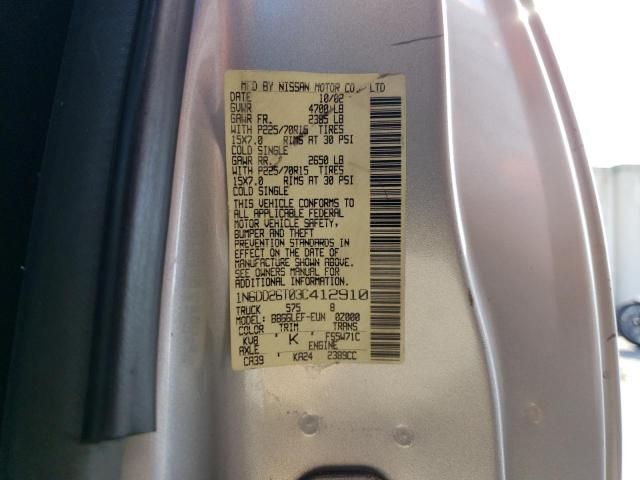 MFD BY NISSAN MOTOR CO., LTD
DATE 10/02
GVWR 4700 LB
GAWR FR. 2385 LB
WITH P225/70R15 TIRES
15X7.0 RIMS AT 30 PSI
COLD SINGLE
GAWR RR. 2650 LB
WITH P225/70R15 TIRES
15X7.0 RIMS AT 30 PSI
COLD SINGLE
THIS VEHICLE CONFORMS TO
ALL APPLICABLE FEDERAL
MOTOR VEHICLE SAFETY,
BUMPER AND THEFT
PREVENTION STANDARDS IN
EFFECT ON THE DATE OF
MANUFACTURE SHOWN ABOVE.
SEE OWNERS MANUAL FOR
ADDITIONAL INFORMATION.
1N6DD26T03C412910
TRUCK 575 8
MODEL BBGGLEF-EUN 0Z000
COLOR TRIM TRANS
KV8 K FS5W71C
AXLE ENGINE
CA39 KA24 2389CC